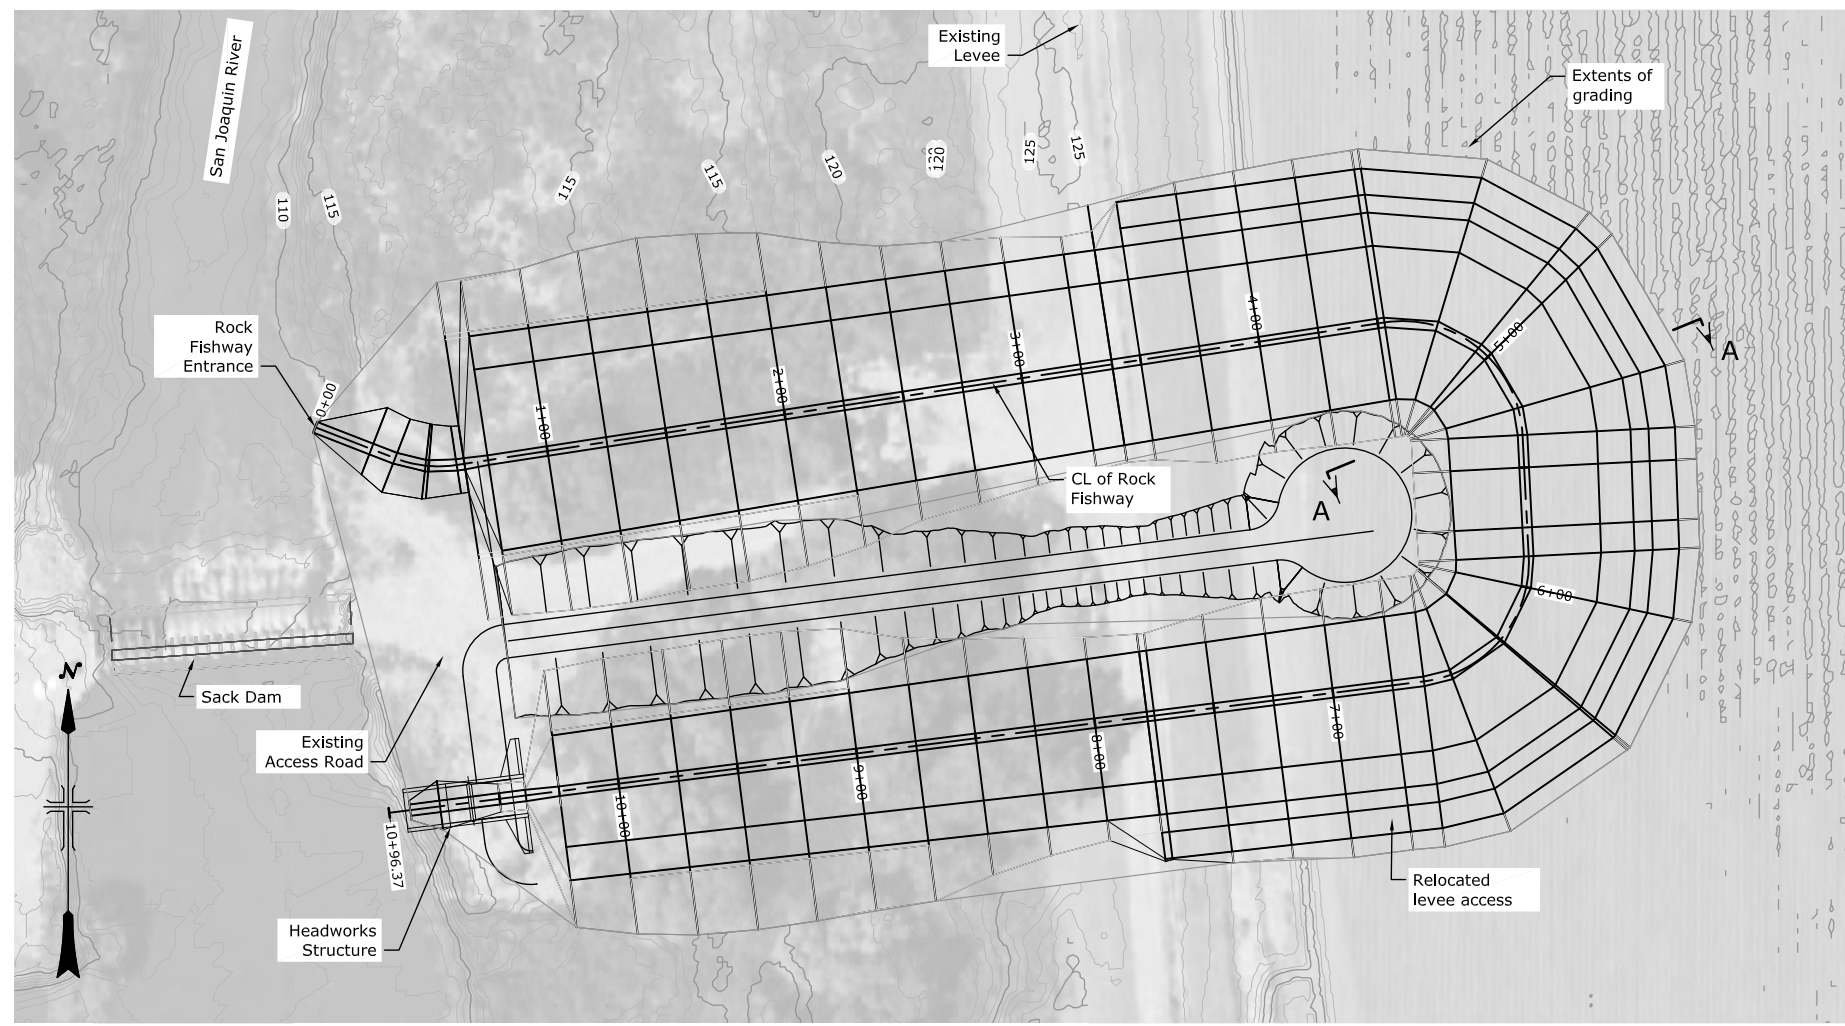 San Joaquin River
Existing
Levee
Extents of
grading
110
115
115
115
120
120
125
125
Rock
Fishway
Entrance
0+00
1+00
2+00
3+00
4+00
5+00
A
CL of Rock
Fishway
A
6+00
Sack Dam
N
Existing
Access Road
7+00
8+00
9+00
10+00
10+96.37
Relocated
levee access
Headworks
Structure